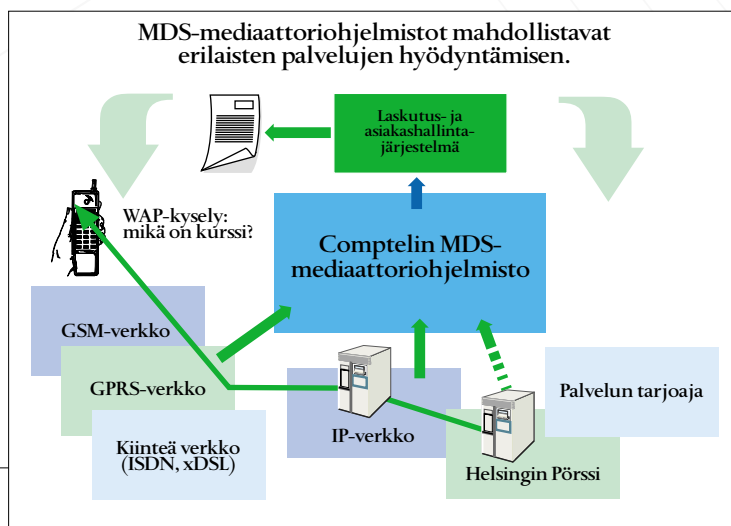 MDS-mediaattoriohjelmistot mahdollistavat
erilaisten palvelujen hyödyntämisen.
Laskutus- ja
asiakashallinta-
järjestelmä
WAP-kysely:
mikä on kurssi?
Comptelin MDS-
mediaattoriohjelmisto
GSM-verkko
GPRS-verkko
Kiinteä verkko
(ISDN, xDSL)
IP-verkko
Palvelun tarjoaja
Helsingin Pörssi